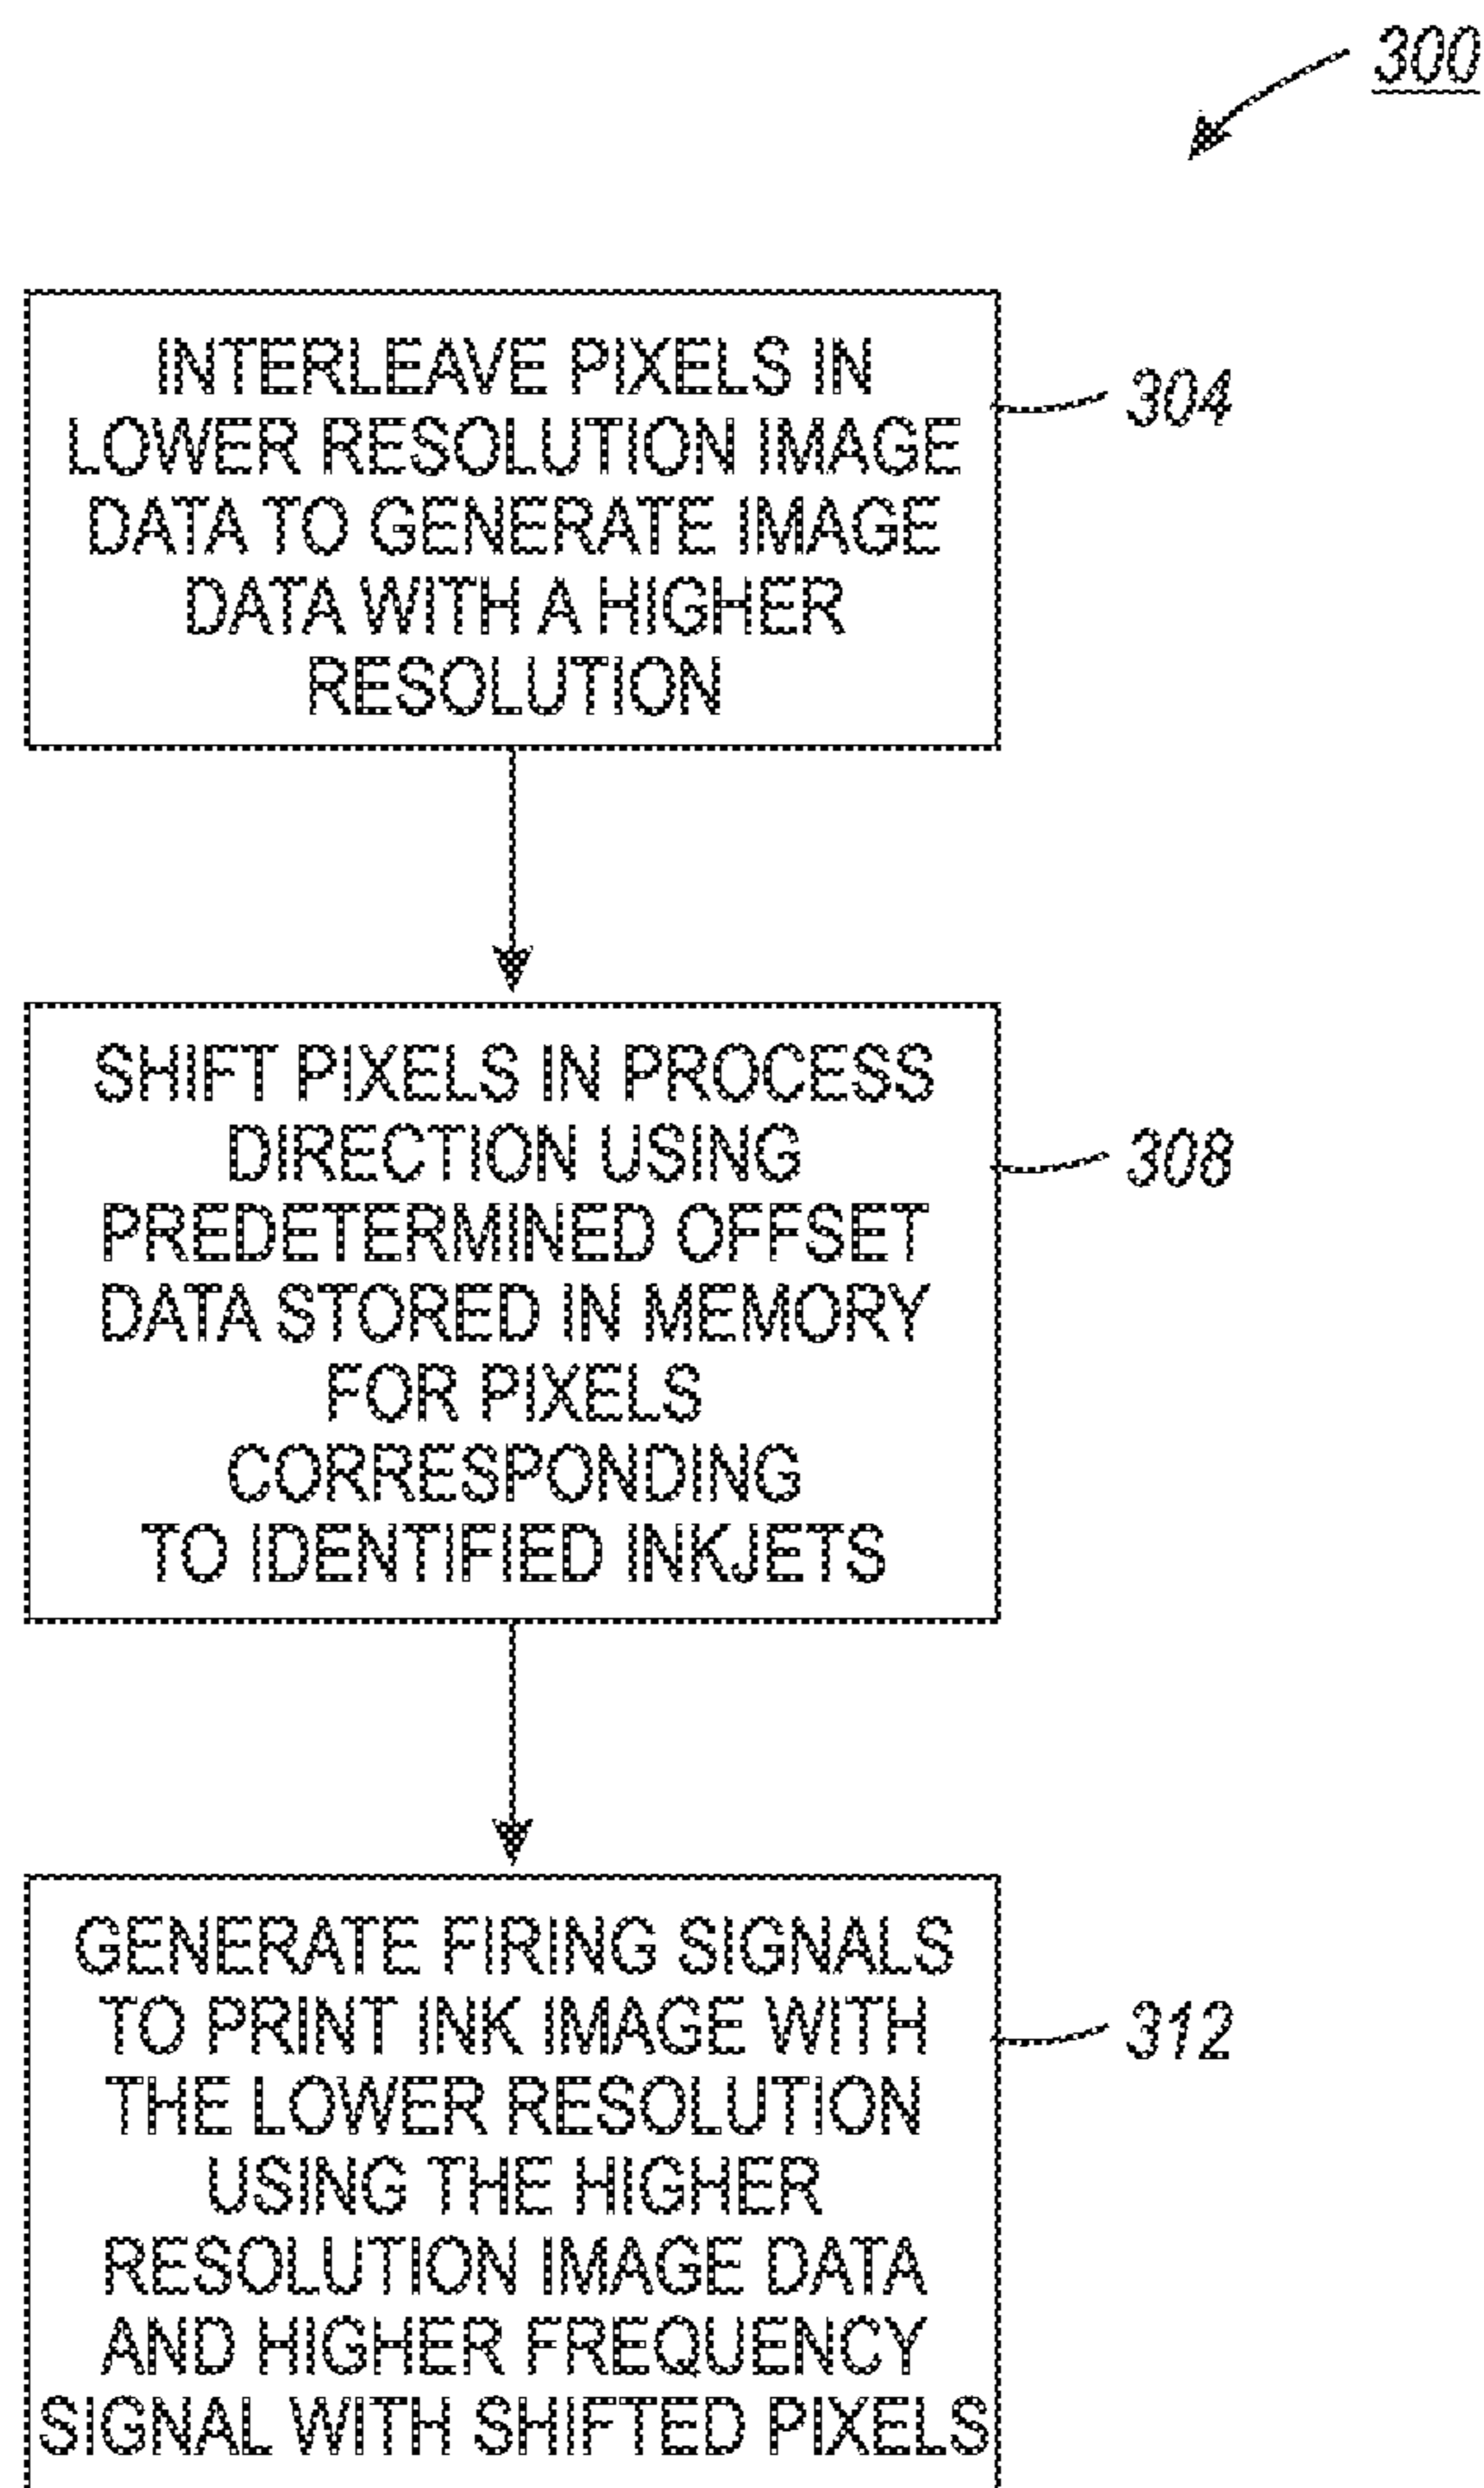 300
INTERLEAVE PIXELS IN
LOWER RESOLUTION IMAGE
DATA TO GENERATE IMAGE
DATA WITH A HIGHER
RESOLUTION
304
SHIFT PIXELS IN PROCESS
DIRECTION USING
PREDETERMINED OFFSET
DATA STORED IN MEMORY
FOR PIXELS
CORRESPONDING
TO IDENTIFIED INKJETS
308
GENERATE FIRING SIGNALS
TO PRINT INK IMAGE WITH
THE LOWER RESOLUTION
USING THE HIGHER
RESOLUTION IMAGE DATA
AND HIGHER FREQUENCY
SIGNAL WITH SHIFTED PIXELS
312